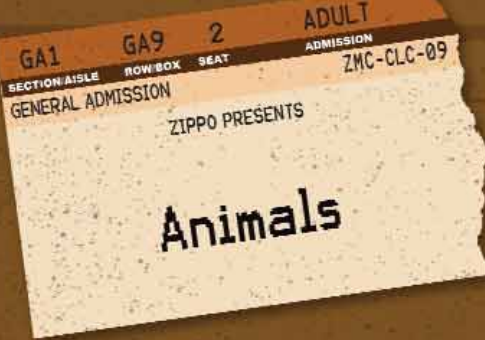 GA1 GA9 2 ADULT
SECTION/AISLE ROW/BOX SEAT ADMISSION
GENERAL ADMISSION ZMC-CLC-09
ZIPPO PRESENTS
Animals